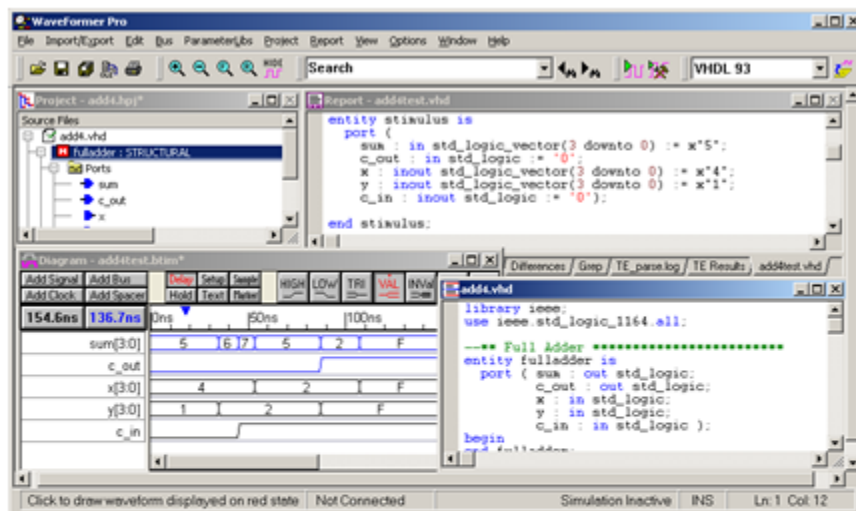 WaveFormer Pro
File Import/Export Edit Bus ParameterLibs Project Report View Options Window Help
HIDE Search VHDL 93
Project - add4.hpj*
Source Files
add4.vhd
fulladder : STRUCTURAL
Ports
sum
c_out
x
Report - add4test.vhd
entity stimulus is
port (
sum : in std_logic_vector(3 downto 0) := x"5";
c_out : in std_logic := '0';
x : inout std_logic_vector(3 downto 0) := x"4";
y : inout std_logic_vector(3 downto 0) := x"1";
c_in : inout std_logic := '0');
end stimulus;
Differences / Grep / TE_parse.log / TE Results / add4test.vhd /
Diagram - add4test.btim*
Add Signal Add Bus Delay Setup Sample HIGH LOW TRI VAL INVal
Add Clock Add Spacer Hold Text Marker
154.6ns 136.7ns 0ns 50ns 100ns
sum[3:0] 5 6 7 5 2 F
c_out
x[3:0] 4 2 F
y[3:0] 1 2 F
c_in
add4.vhd
library ieee;
use ieee.std_logic_1164.all;
--** Full Adder *************************
entity fulladder is
port ( sum : out std_logic;
c_out : out std_logic;
x : in std_logic;
y : in std_logic;
c_in : in std_logic );
begin
end fulladder;
Click to draw waveform displayed on red state Not Connected Simulation Inactive INS Ln: 1 Col: 12